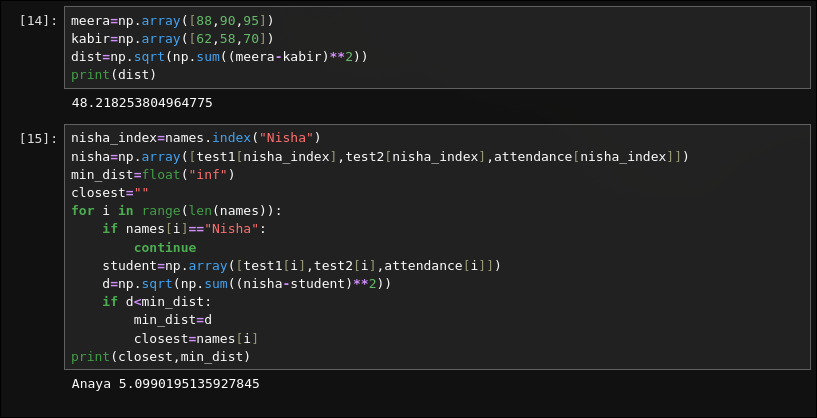 [14]: meera=np.array([88,90,95])
kabir=np.array([62,58,70])
dist=np.sqrt(np.sum((meera-kabir)**2))
print(dist)
48.218253804964775
[15]: nisha_index=names.index("Nisha")
nisha=np.array([test1[nisha_index],test2[nisha_index],attendance[nisha_index]])
min_dist=float("inf")
closest=""
for i in range(len(names)):
    if names[i]=="Nisha":
        continue
    student=np.array([test1[i],test2[i],attendance[i]])
    d=np.sqrt(np.sum((nisha-student)**2))
    if d<min_dist:
        min_dist=d
        closest=names[i]
print(closest,min_dist)
Anaya 5.0990195135927845